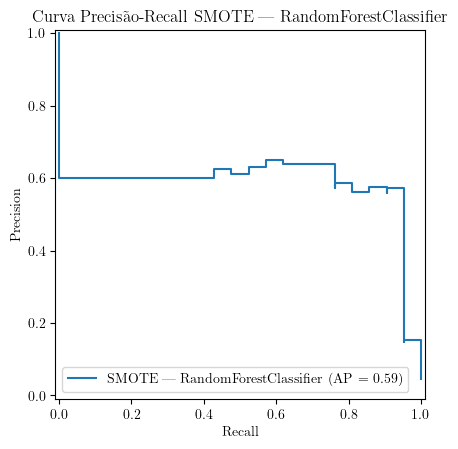 Curva Precisão-Recall SMOTE — RandomForestClassifier
1.0
0.8
0.6
0.4
0.2
0.0
Precision
SMOTE — RandomForestClassifier (AP = 0.59)
0.0 0.2 0.4 0.6 0.8 1.0
Recall